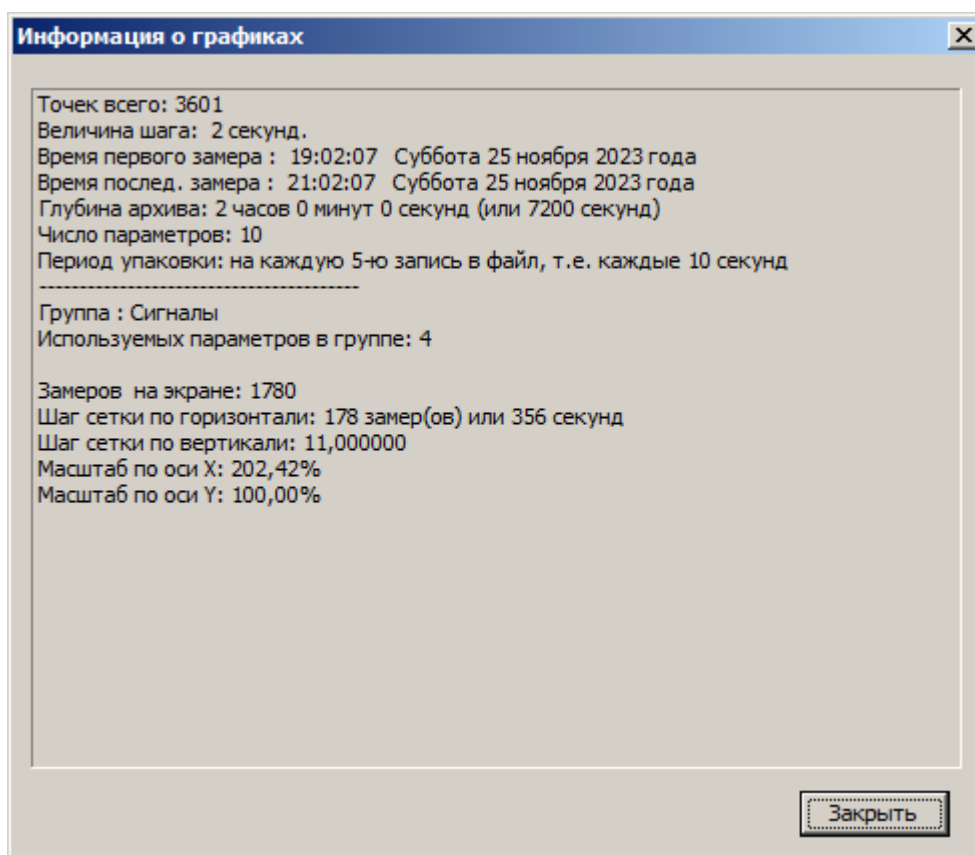 Информация о графиках
Точек всего: 3601
Величина шага:  2 секунд.
Время первого замера :  19:02:07   Суббота 25 ноября 2023 года
Время послед. замера :  21:02:07   Суббота 25 ноября 2023 года
Глубина архива: 2 часов 0 минут 0 секунд (или 7200 секунд)
Число параметров: 10
Период упаковки: на каждую 5-ю запись в файл, т.е. каждые 10 секунд
----------------------------------------
Группа : Сигналы
Используемых параметров в группе: 4
Замеров  на экране: 1780
Шаг сетки по горизонтали: 178 замер(ов) или 356 секунд
Шаг сетки по вертикали: 11,000000
Масштаб по оси X: 202,42%
Масштаб по оси Y: 100,00%
Закрыть